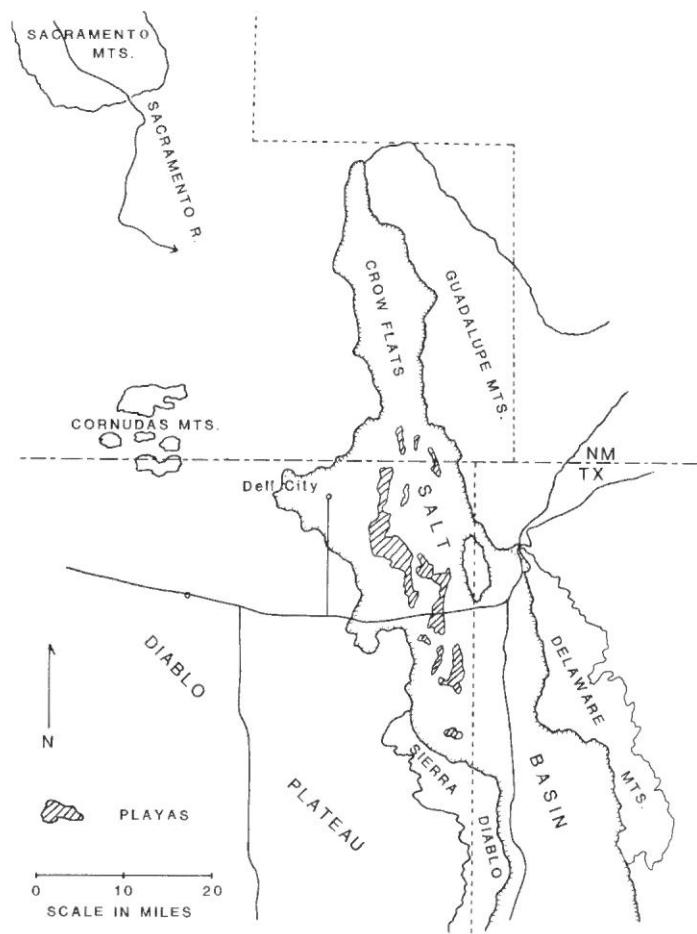 SACRAMENTO
MTS.
SACRAMENTO R.
CROW FLATS
GUADALUPE MTS.
CORNUDAS MTS.
NM
TX
Dell City
SALT
DIABLO
DELAWARE
MTS.
N
BASIN
SIERRA
DIABLO
PLATEAU
PLAYAS
0 10 20
SCALE IN MILES